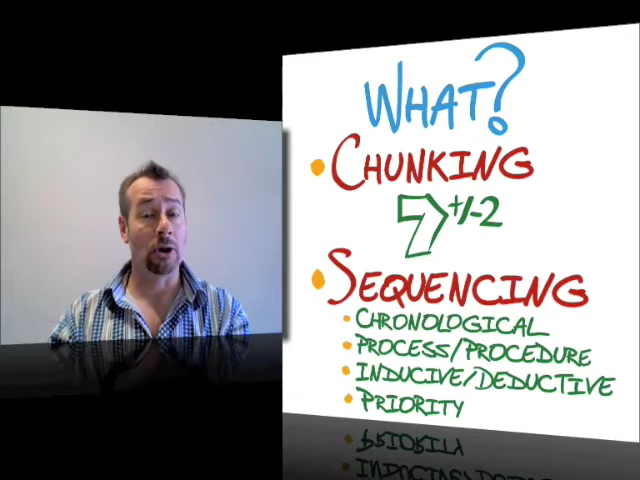 WHAT?
• CHUNKING
7 +/-2
• SEQUENCING
• CHRONOLOGICAL
• PROCESS/PROCEDURE
• INDUCIVE/DEDUCTIVE
• PRIORITY